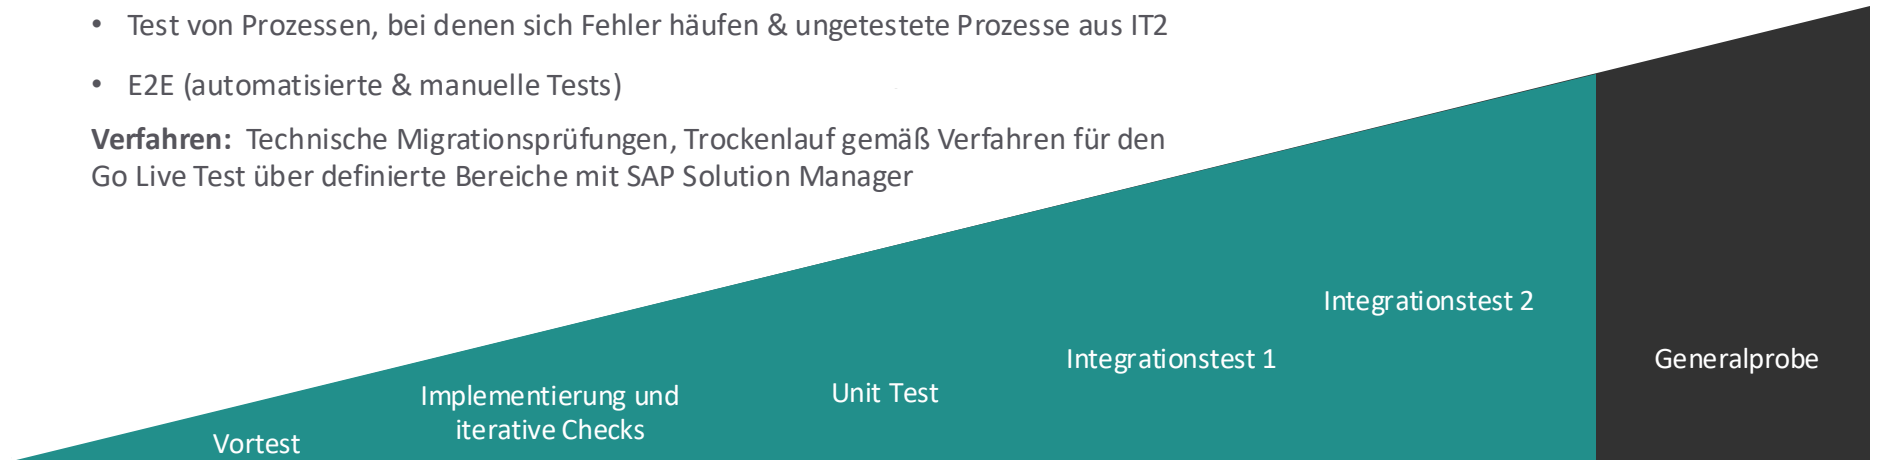 • Test von Prozessen, bei denen sich Fehler häufen & ungetestete Prozesse aus IT2
• E2E (automatisierte & manuelle Tests)
Verfahren: Technische Migrationsprüfungen, Trockenlauf gemäß Verfahren für den
Go Live Test über definierte Bereiche mit SAP Solution Manager
Vortest
Implementierung und
iterative Checks
Unit Test
Integrationstest 1
Integrationstest 2
Generalprobe